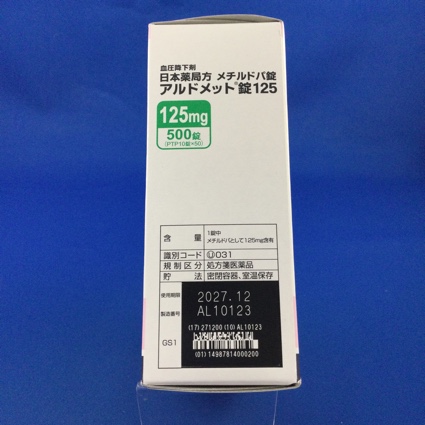 血圧降下剤
日本薬局方 メチルドパ錠
アルドメット®錠125
125mg
500錠
(PTP10錠×50)
含量 1錠中 メチルドパとして125mg含有
識別コード Ⓤ031
規制区分 処方箋医薬品
貯法 密閉容器、室温保存
使用期限 2027.12
製造番号 AL10123
(17) 271200 (10) AL10123
GS1
(01) 14987814000200